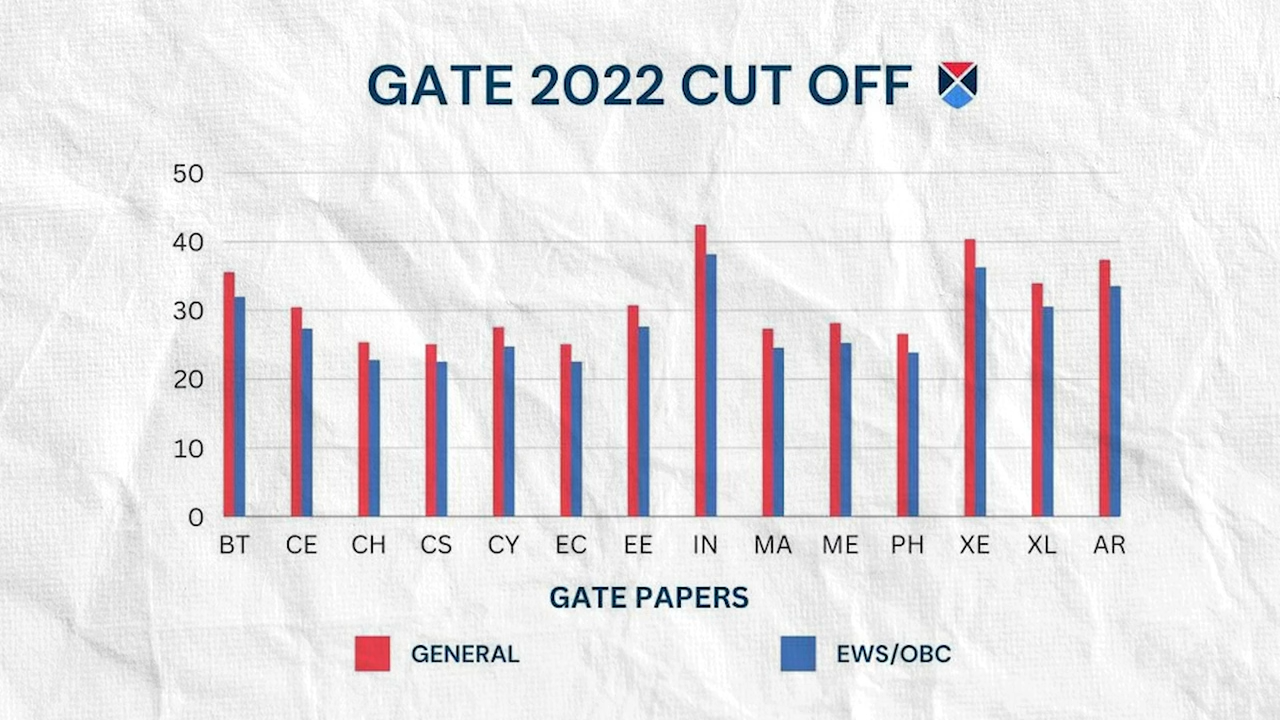 GATE 2022 CUT OFF
50
40
30
20
10
0
BT CE CH CS CY EC EE IN MA ME PH XE XL AR
GATE PAPERS
GENERAL EWS/OBC